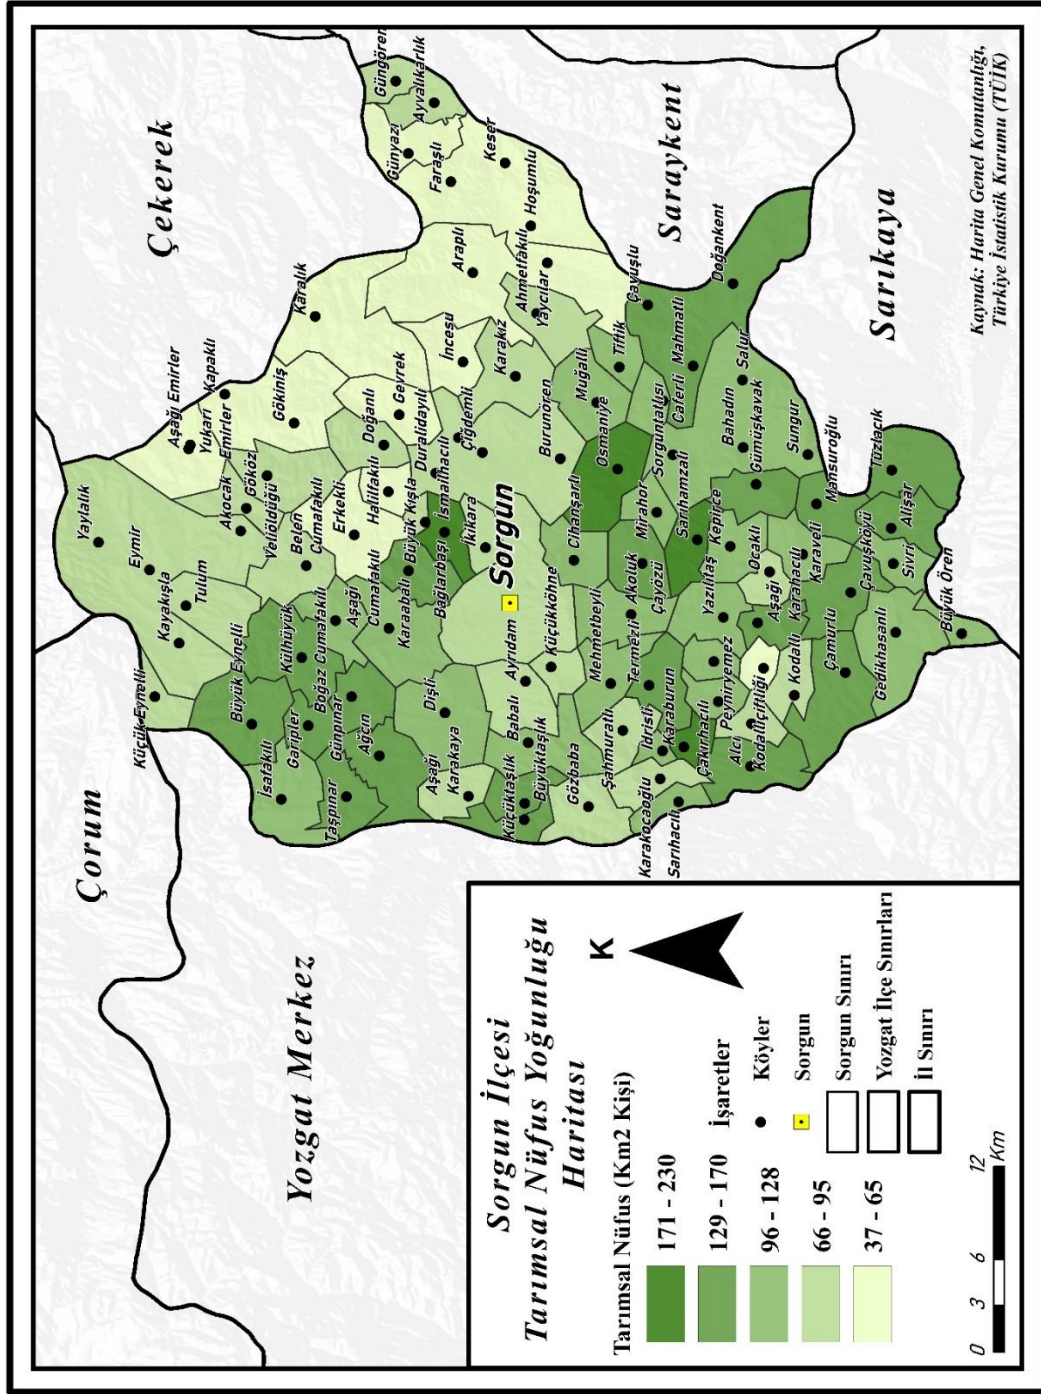 Çorum
Çekerek
Yozgat Merkez
Saraykent
Sarıkaya
Sorgun
Küçük Eynelli
Kayakışla
Eymir
Yaylalık
Tulum
Aşağı Emirler
Yukarı
Emirler
Kapaklı
Karalık
Büyük Eynelli
İsafakılı
Garipler
Külhüyük
Boğaz Cumafakılı
Aşağı
Cumafakılı
Belen
Cumafakılı
Veliöldüğü
Akocak
Gököz
Gökiniş
Güngören
Ayvalıkarlık
Günyazı
Faraşlı
Keser
Hoşumlu
Taşpınar
Günpınar
Ağcın
Karabalı
Erkekli
Halilfakılı
Doğanlı
Gevrek
Büyük Kışla
Duralidayılı
İsmailhacılı
Bağlarbaşı
Çiğdemli
İncesu
Araplı
Ahmetfakılı
Yaycılar
Dişli
Aşağı
Karakaya
İkikara
Karakız
Ayrıdam
Küçükköhne
Babalı
Büyüktaşlık
Küçüktaşlık
Gözbaba
Şahmuratlı
Mehmetbeyli
Cihanşarlı
Burunören
Muğallı
Osmaniye
Tiftik
Çavuşlu
Mahmatlı
Caferli
Doğankent
Karakocaoğlu
Sarıhacılı
İdrisli
Karaburun
Termezli
Akoluk
Çayözü
Mirahor
Sorguntatlısı
Sarıhamzalı
Kepirce
Yazılıtaş
Çakırhacılı
Peyniryemez
Alcı
Kodallıçiftliği
Kodallı
Aşağı
Ocaklı
Karahacılı
Karaveli
Bahadın
Salur
Gümüşkavak
Sungur
Mansuroğlu
Tuzlacık
Alişar
Sivri
Çavuşköyü
Çamurlu
Gedikhasanlı
Büyük Ören
Sorgun İlçesi
Tarımsal Nüfus Yoğunluğu
Haritası
K
Tarımsal Nüfus (Km2 Kişi)
171 - 230
129 - 170
96 - 128
66 - 95
37 - 65
İşaretler
Köyler
Sorgun
Sorgun Sınırı
Yozgat İlçe Sınırları
İl Sınırı
0 3 6 12
Km
Kaynak: Harita Genel Komutanlığı,
Türkiye İstatistik Kurumu (TÜİK)